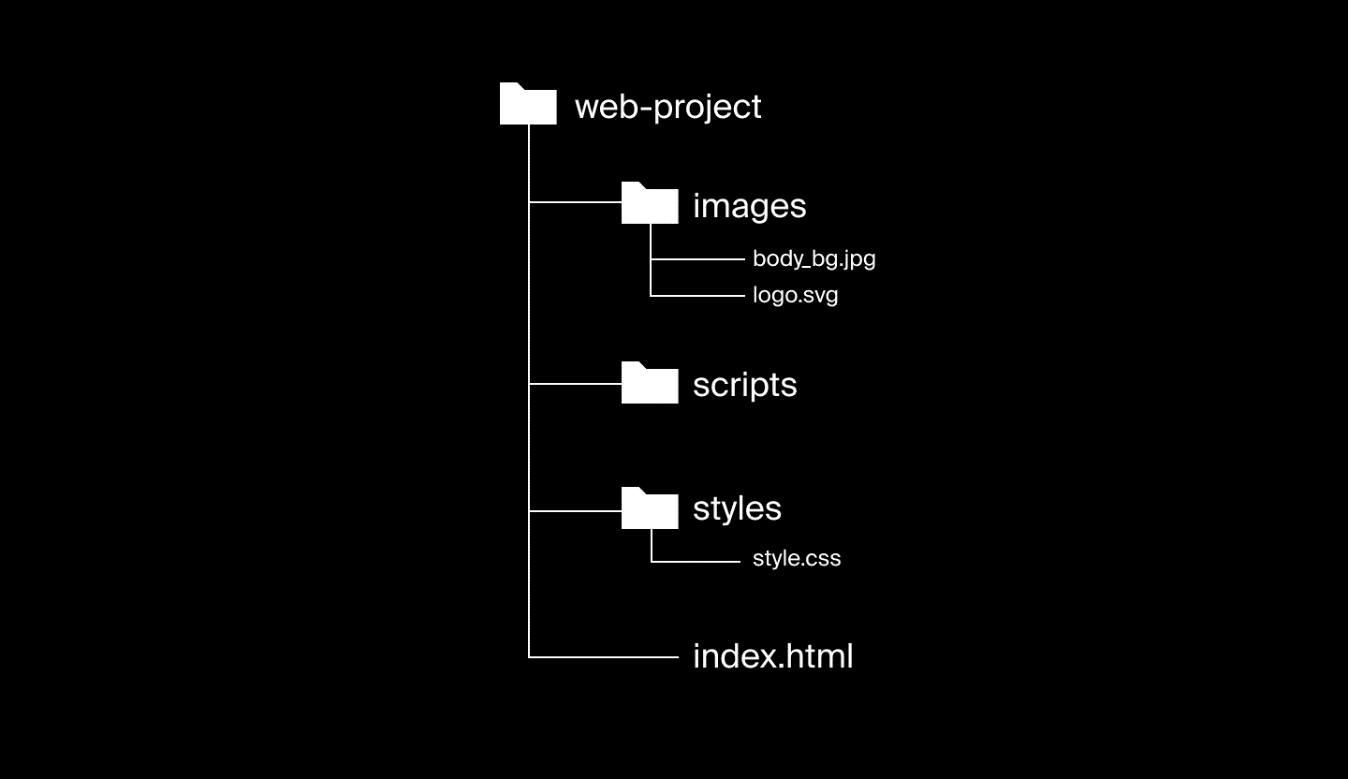 web-project
images
body_bg.jpg
logo.svg
scripts
styles
style.css
index.html